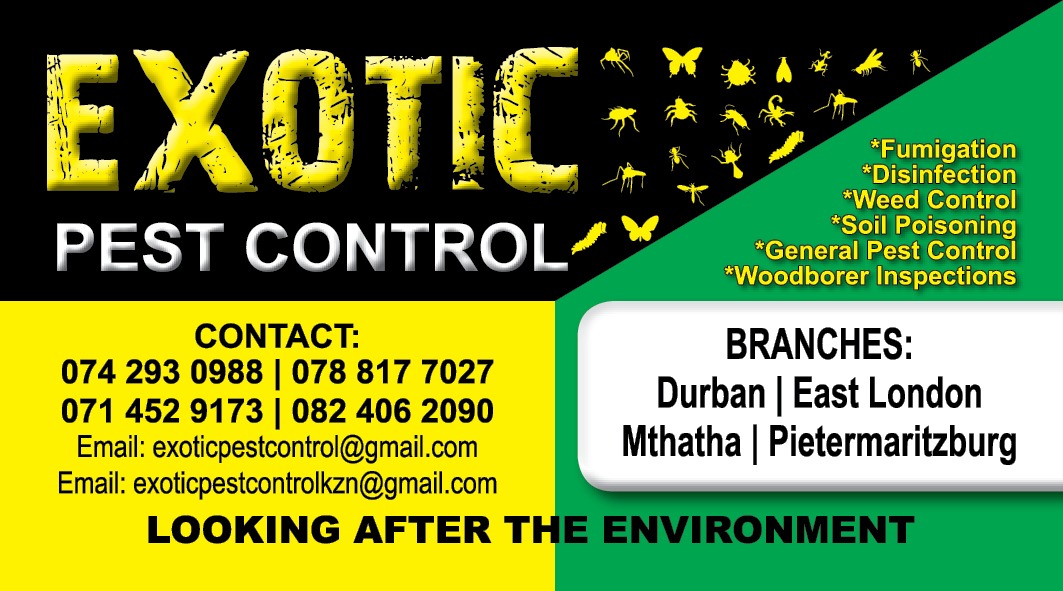 EXOTIC
PEST CONTROL
*Fumigation
*Disinfection
*Weed Control
*Soil Poisoning
*General Pest Control
*Woodborer Inspections
CONTACT:
074 293 0988 | 078 817 7027
071 452 9173 | 082 406 2090
Email: exoticpestcontrol@gmail.com
Email: exoticpestcontrolkzn@gmail.com
BRANCHES:
Durban | East London
Mthatha | Pietermaritzburg
LOOKING AFTER THE ENVIRONMENT